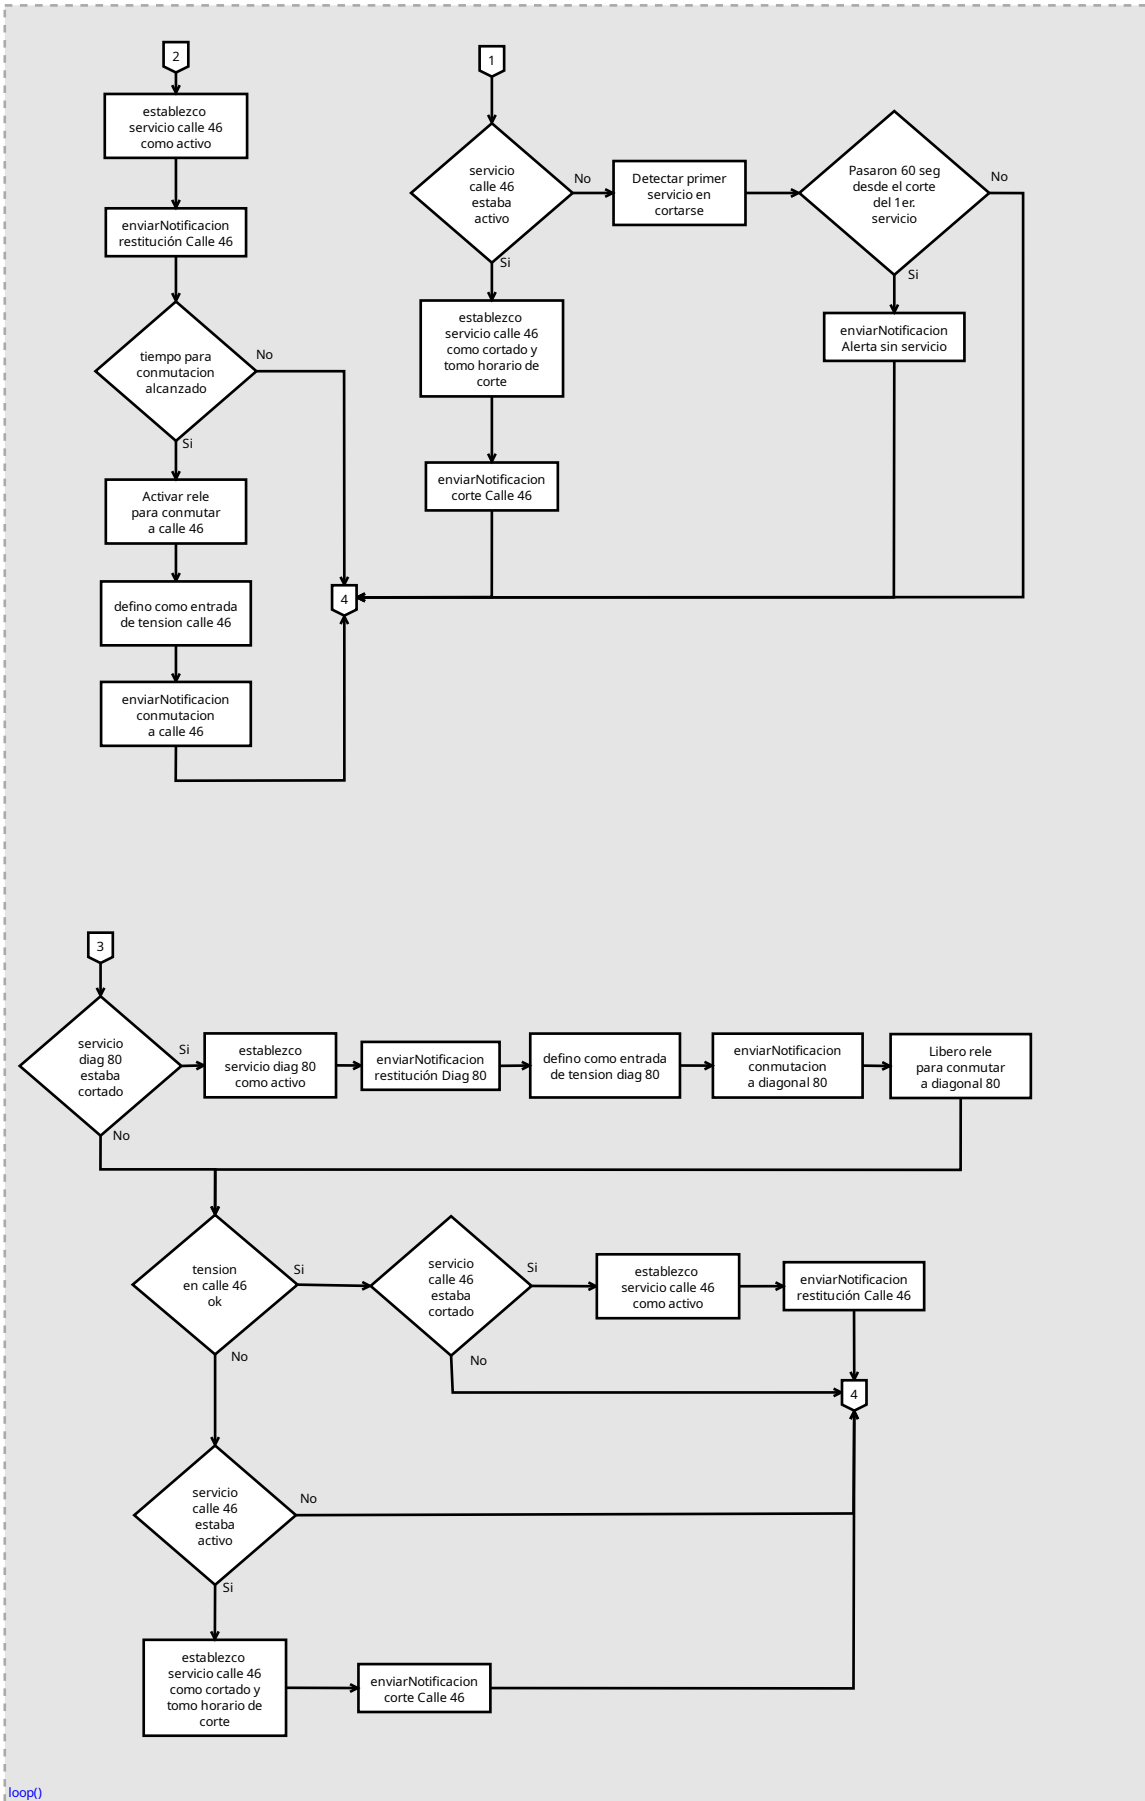 2
establezco
servicio calle 46
como activo
enviarNotificacion
restitución Calle 46
tiempo para
conmutacion
alcanzado
No
Si
Activar rele
para conmutar
a calle 46
defino como entrada
de tension calle 46
enviarNotificacion
conmutacion
a calle 46
4
1
servicio
calle 46
estaba
activo
No
Si
Detectar primer
servicio en
cortarse
Pasaron 60 seg
desde el corte
del 1er.
servicio
No
Si
enviarNotificacion
Alerta sin servicio
establezco
servicio calle 46
como cortado y
tomo horario de
corte
enviarNotificacion
corte Calle 46
3
servicio
diag 80
estaba
cortado
Si
No
establezco
servicio diag 80
como activo
enviarNotificacion
restitución Diag 80
defino como entrada
de tension diag 80
enviarNotificacion
conmutacion
a diagonal 80
Libero rele
para conmutar
a diagonal 80
tension
en calle 46
ok
Si
No
servicio
calle 46
estaba
cortado
Si
No
establezco
servicio calle 46
como activo
enviarNotificacion
restitución Calle 46
4
servicio
calle 46
estaba
activo
No
Si
establezco
servicio calle 46
como cortado y
tomo horario de
corte
enviarNotificacion
corte Calle 46
loop()